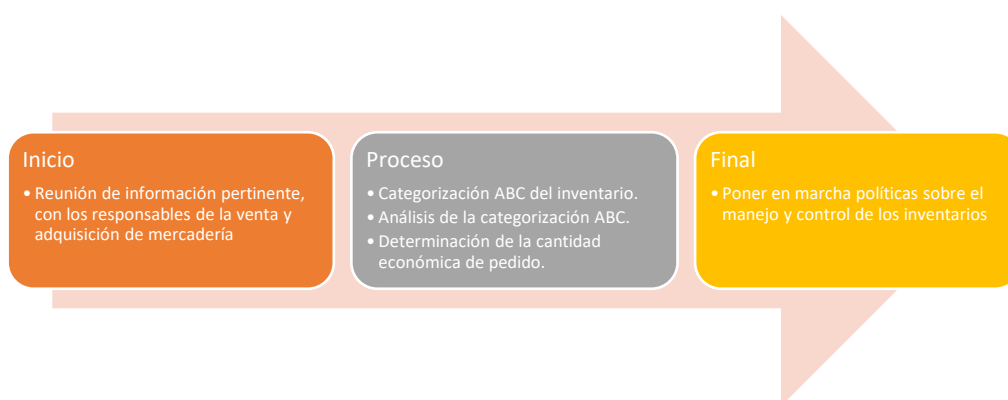 Inicio
• Reunión de información pertinente,
con los responsables de la venta y
adquisición de mercadería
Proceso
• Categorización ABC del inventario.
• Análisis de la categorización ABC.
• Determinación de la cantidad
económica de pedido.
Final
• Poner en marcha políticas sobre el
manejo y control de los inventarios